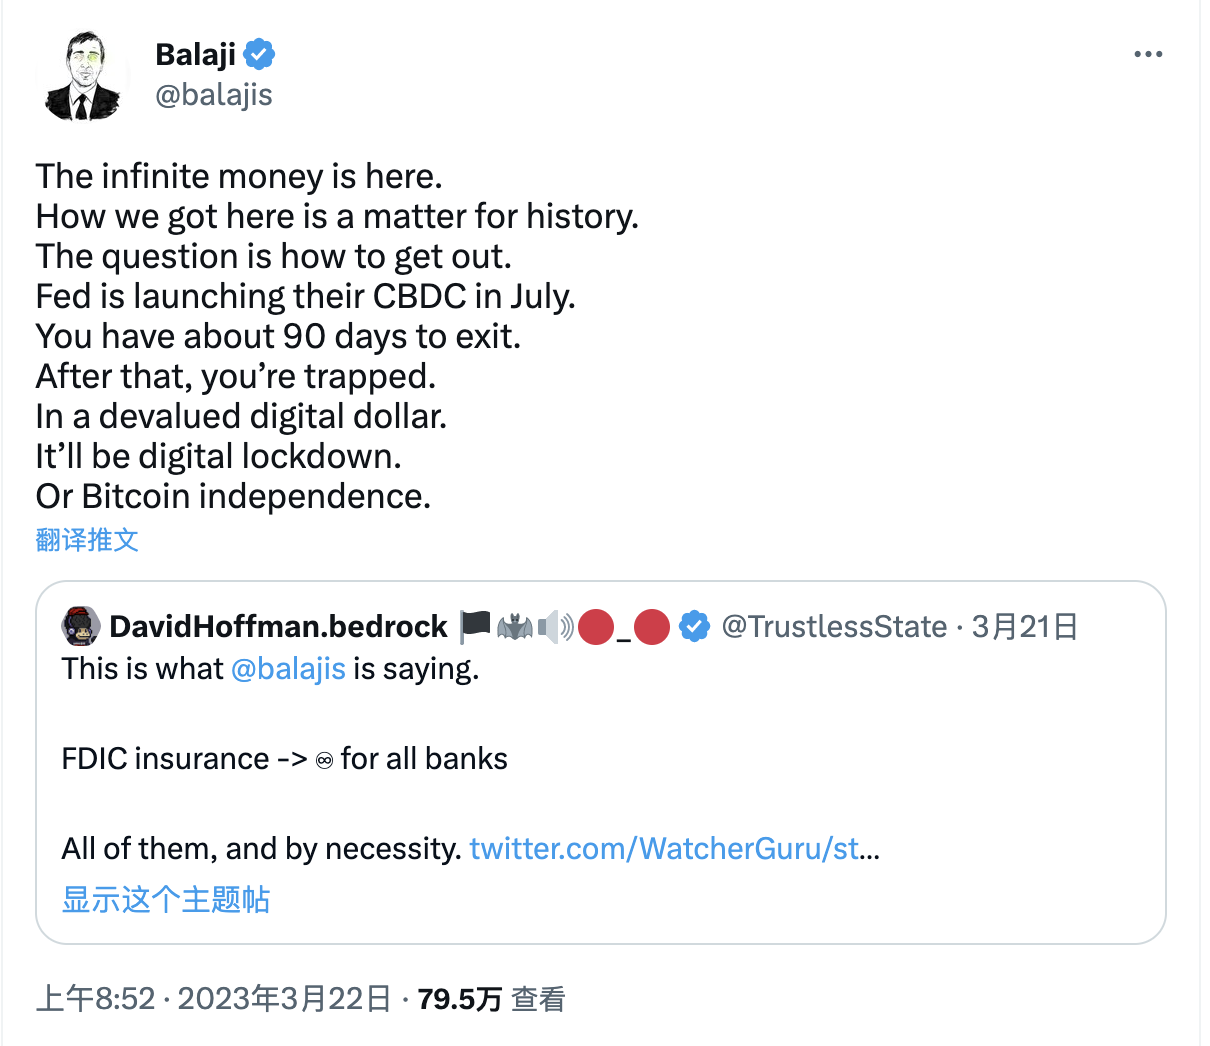 Balaji
@balajis
The infinite money is here.
How we got here is a matter for history.
The question is how to get out.
Fed is launching their CBDC in July.
You have about 90 days to exit.
After that, you’re trapped.
In a devalued digital dollar.
It’ll be digital lockdown.
Or Bitcoin independence.
翻译推文
DavidHoffman.bedrock 🏴🦇🔊🔴_🔴 @TrustlessState · 3月21日
This is what @balajis is saying.
FDIC insurance -> ♾ for all banks
All of them, and by necessity. twitter.com/WatcherGuru/st...
显示这个主题帖
上午8:52 · 2023年3月22日 · 79.5万 查看